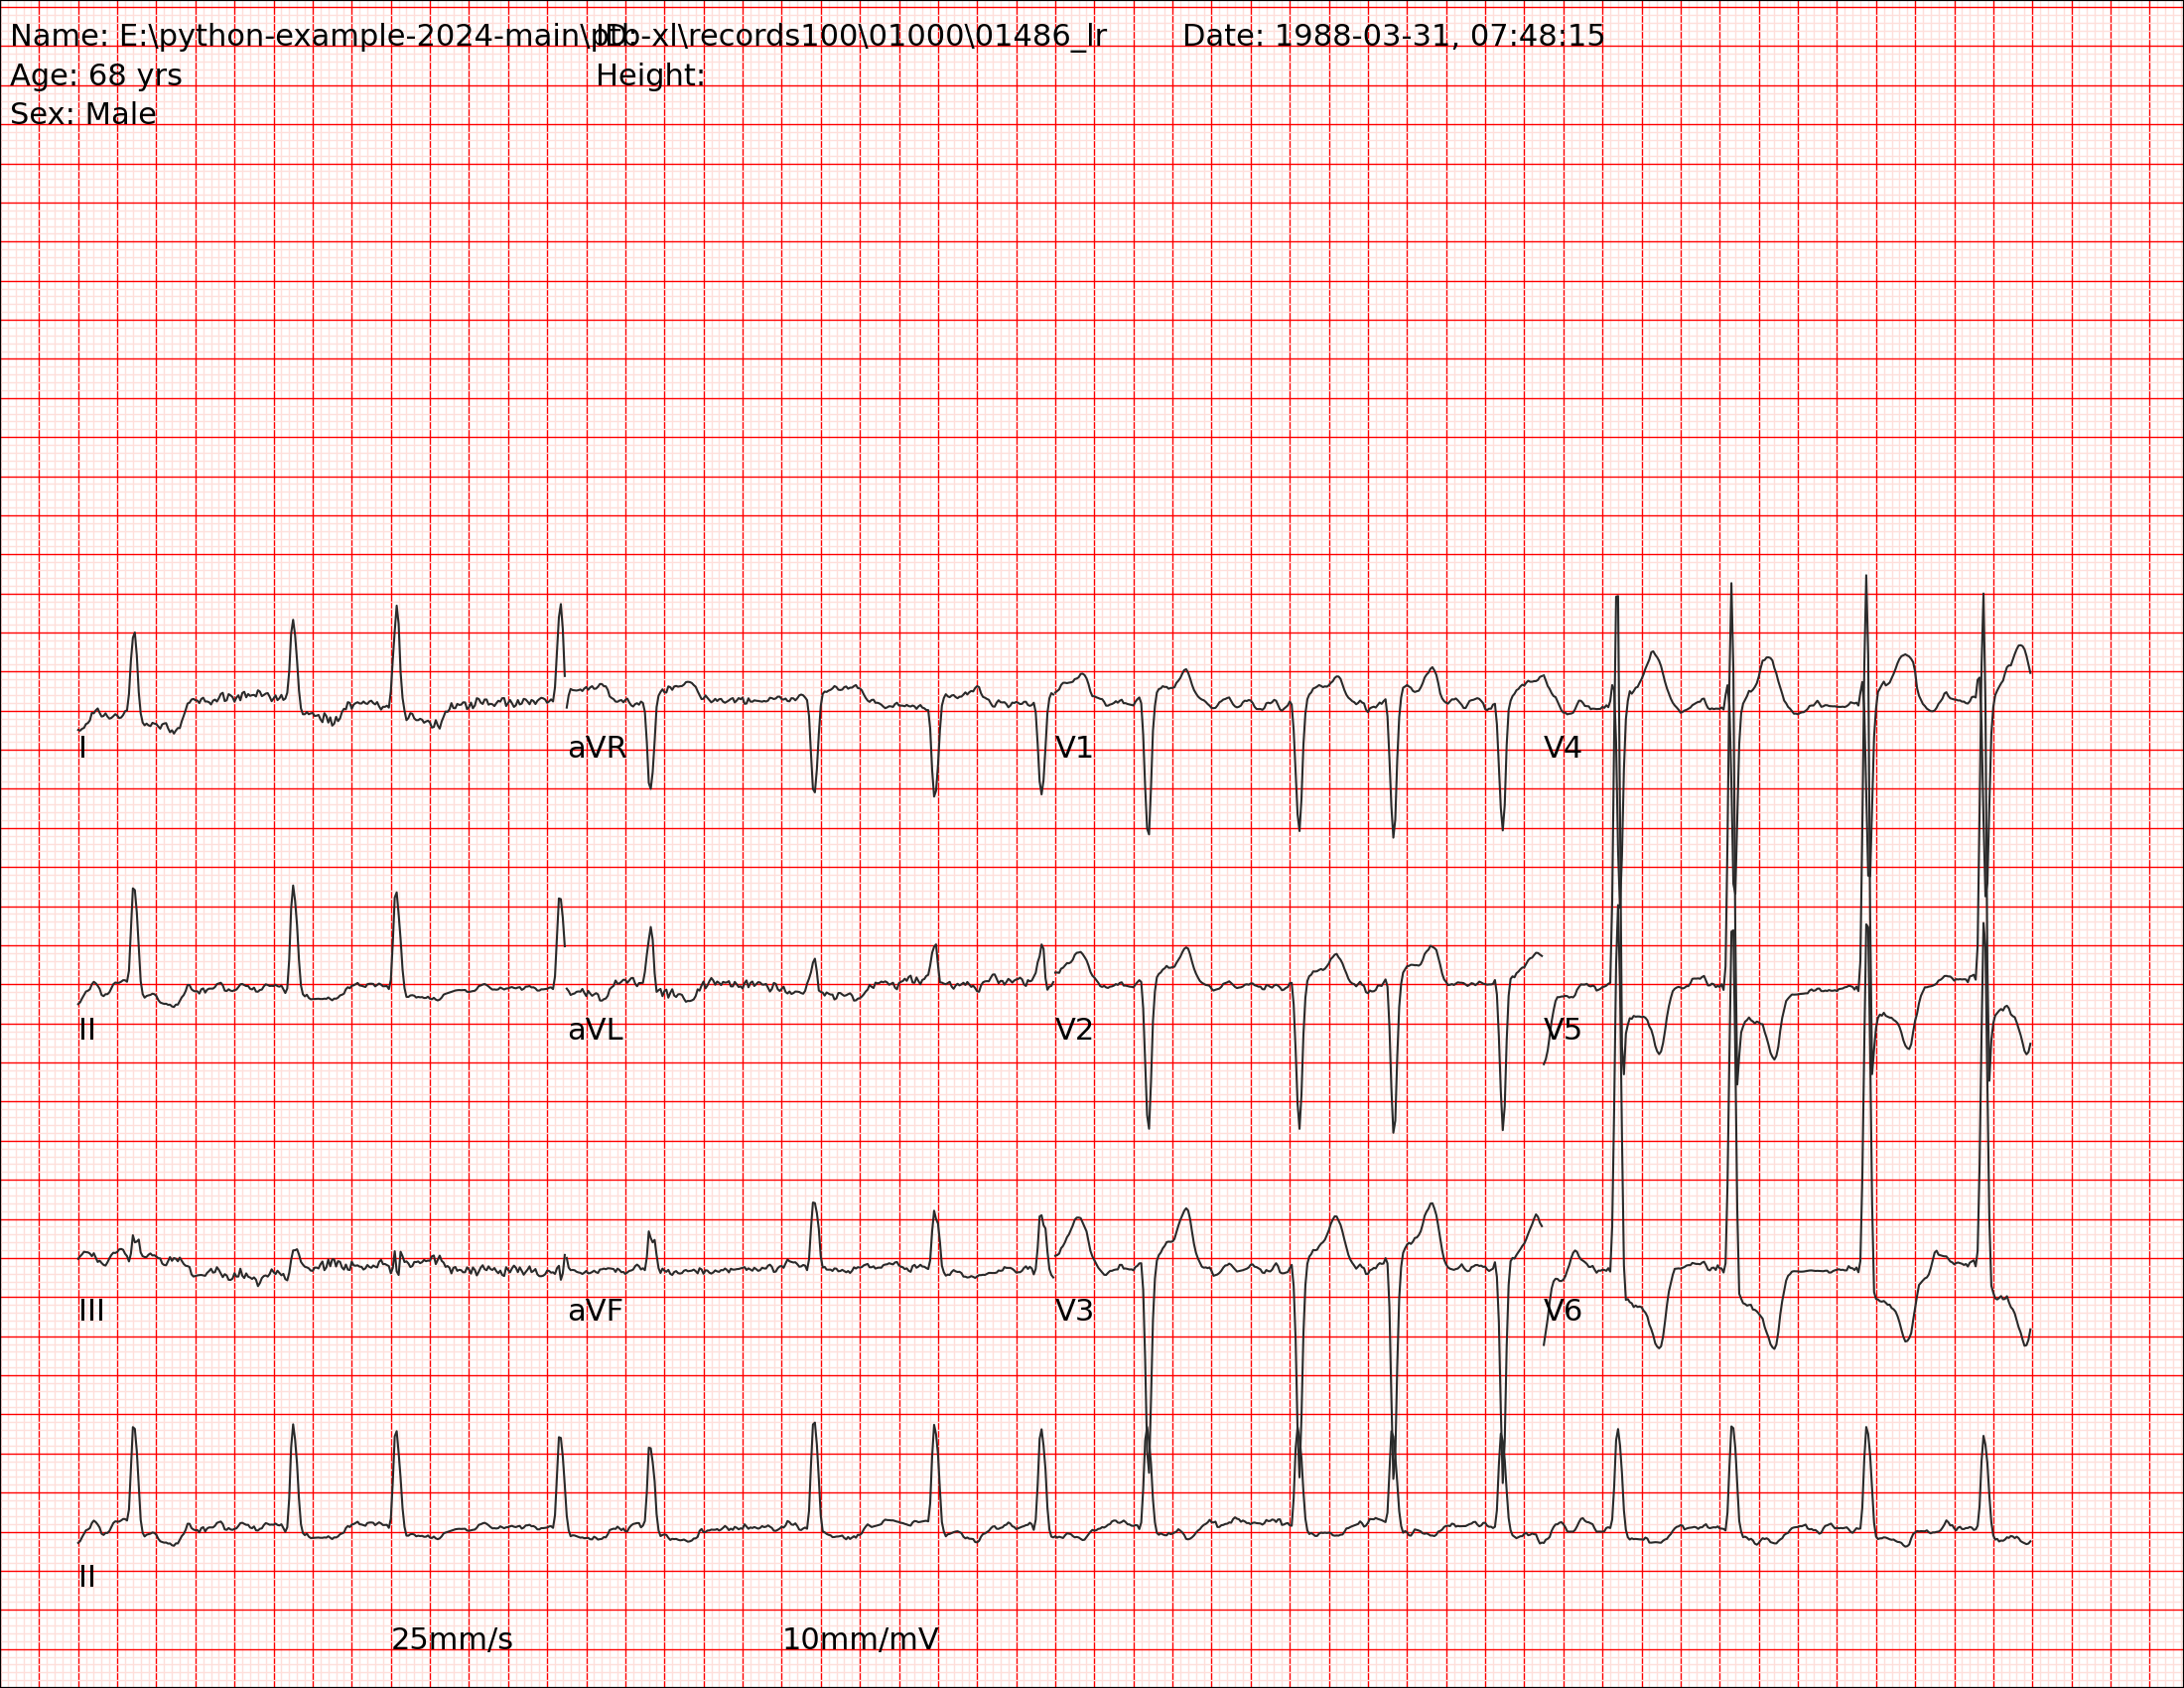 Name: E:\python-example-2024-main\ptb-xl\records100\01000\01486_lr ID: Date: 1988-03-31, 07:48:15
Age: 68 yrs Height:
Sex: Male
I aVR V1 V4
II aVL V2 V5
III aVF V3 V6
II
25mm/s 10mm/mV